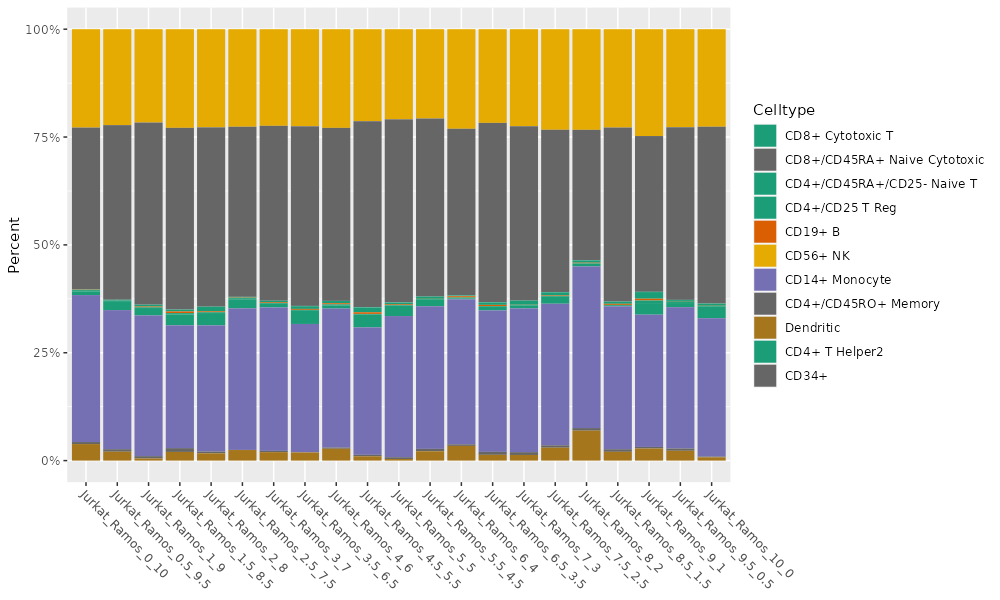 100%
75%
50%
25%
0%
Percent
Jurkat_Ramos_0_10
Jurkat_Ramos_0.5_9.5
Jurkat_Ramos_1_9
Jurkat_Ramos_1.5_8.5
Jurkat_Ramos_2_8
Jurkat_Ramos_2.5_7.5
Jurkat_Ramos_3_7
Jurkat_Ramos_3.5_6.5
Jurkat_Ramos_4_6
Jurkat_Ramos_4.5_5.5
Jurkat_Ramos_5_5
Jurkat_Ramos_5.5_4.5
Jurkat_Ramos_6_4
Jurkat_Ramos_6.5_3.5
Jurkat_Ramos_7_3
Jurkat_Ramos_7.5_2.5
Jurkat_Ramos_8_2
Jurkat_Ramos_8.5_1.5
Jurkat_Ramos_9_1
Jurkat_Ramos_9.5_0.5
Jurkat_Ramos_10_0
Celltype
CD8+ Cytotoxic T
CD8+/CD45RA+ Naive Cytotoxic
CD4+/CD45RA+/CD25- Naive T
CD4+/CD25 T Reg
CD19+ B
CD56+ NK
CD14+ Monocyte
CD4+/CD45RO+ Memory
Dendritic
CD4+ T Helper2
CD34+